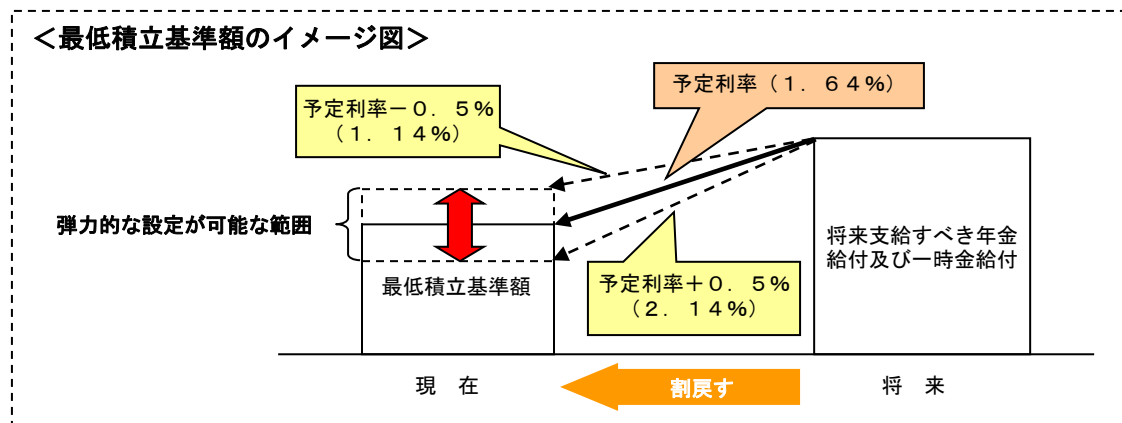 ＜最低積立基準額のイメージ図＞
予定利率－０．５％
（１．１４％）
予定利率（１．６４％）
弾力的な設定が可能な範囲
最低積立基準額
予定利率＋０．５％
（２．１４％）
将来支給すべき年金
給付及び一時金給付
現　在
割戻す
将　来